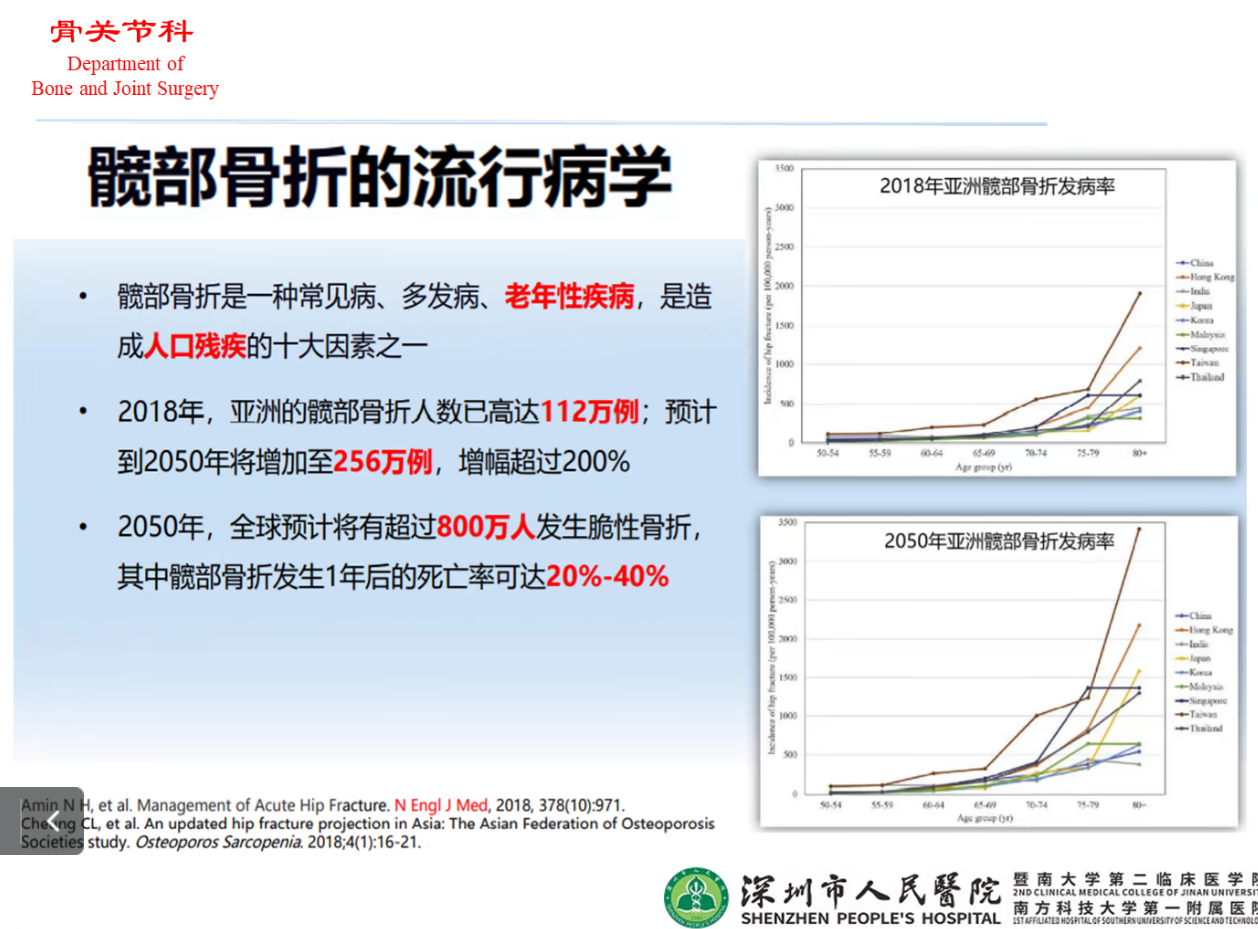 骨关节科
Department of
Bone and Joint Surgery
髋部骨折的流行病学
• 髋部骨折是一种常见病、多发病、老年性疾病，是造
成人口残疾的十大因素之一
• 2018年，亚洲的髋部骨折人数已高达112万例；预计
到2050年将增加至256万例，增幅超过200%
• 2050年，全球预计将有超过800万人发生脆性骨折，
其中髋部骨折发生1年后的死亡率可达20%-40%
2018年亚洲髋部骨折发病率
Incidence of hip fracture (per 100,000 person-years)
3500
3000
2500
2000
1500
1000
500
0
50-54 55-59 60-64 65-69 70-74 75-79 80+
Age group (yr)
China
Hong Kong
India
Japan
Korea
Malaysia
Singapore
Taiwan
Thailand
2050年亚洲髋部骨折发病率
Incidence of hip fracture (per 100,000 person-years)
3500
3000
2500
2000
1500
1000
500
0
50-54 55-59 60-64 65-69 70-74 75-79 80+
Age group (yr)
China
Hong Kong
India
Japan
Korea
Malaysia
Singapore
Taiwan
Thailand
Amin N H, et al. Management of Acute Hip Fracture. N Engl J Med, 2018, 378(10):971.
Cheung CL, et al. An updated hip fracture projection in Asia: The Asian Federation of Osteoporosis
Societies study. Osteoporos Sarcopenia. 2018;4(1):16-21.
深圳市人民醫院
SHENZHEN PEOPLE'S HOSPITAL
暨南大学第二临床医学院
2ND CLINICAL MEDICAL COLLEGE OF JINAN UNIVERSI
南方科技大学第一附属医院
1ST AFFILIATED HOSPITAL OF SOUTHERN UNIVERSITY OF SCIENCE AND TECHNOLO